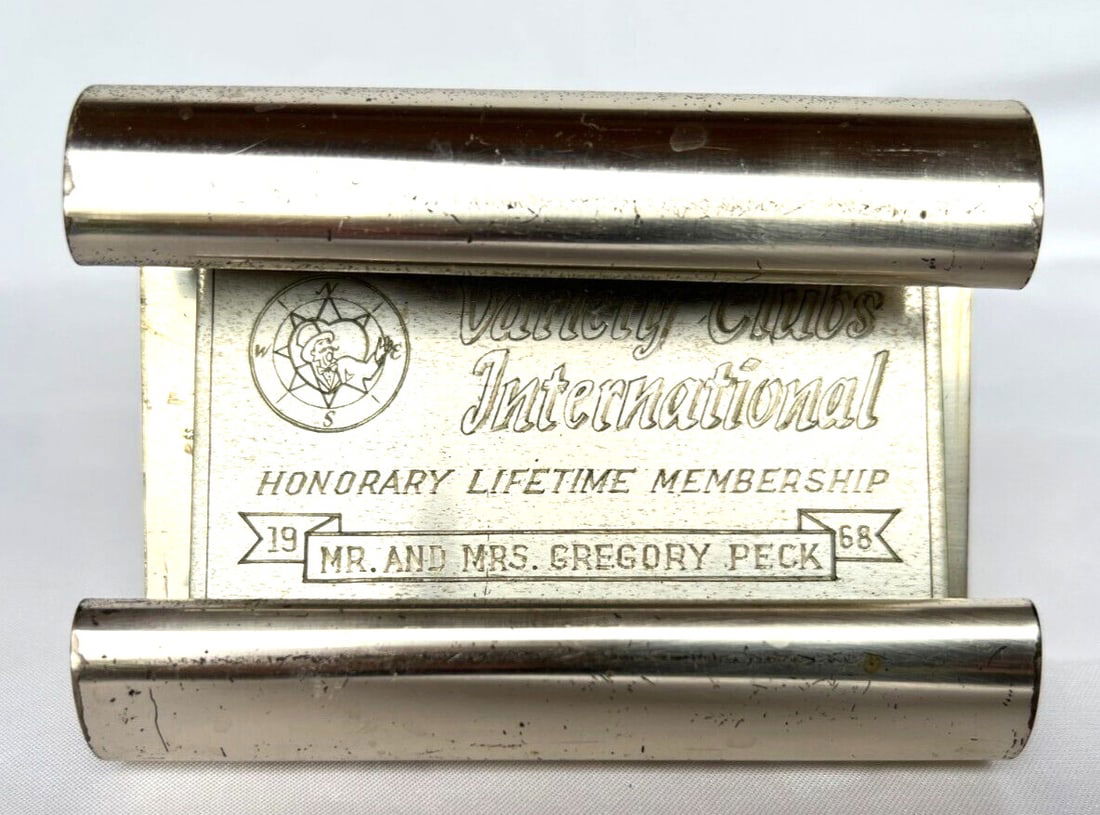 N
W E
S
Variety Clubs
International
HONORARY LIFETIME MEMBERSHIP
19 MR. AND MRS. GREGORY PECK 68